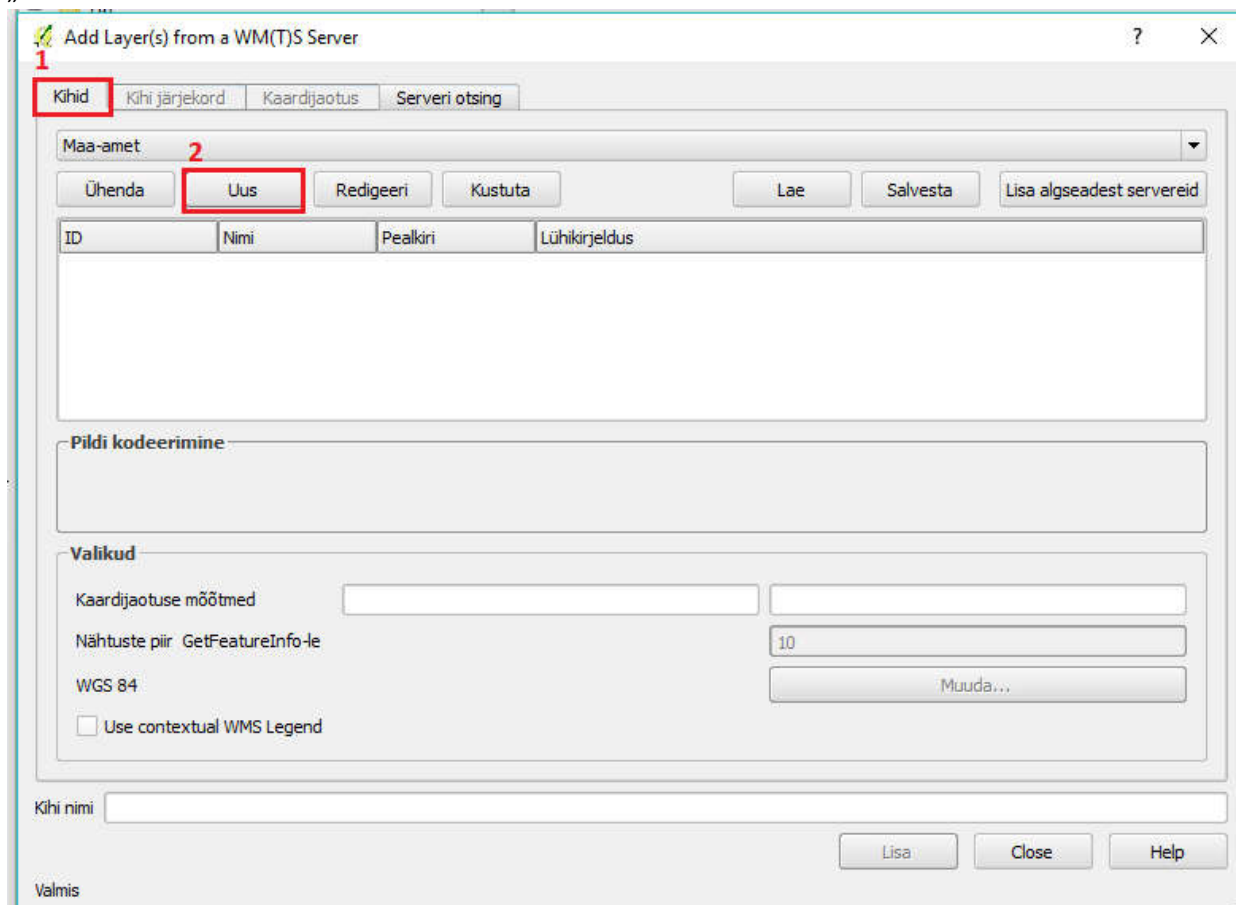 ”
Add Layer(s) from a WM(T)S Server ? ×
1
Kihid Kihi järjekord Kaardijaotus Serveri otsing
Maa-amet
2
Ühenda Uus Redigeeri Kustuta Lae Salvesta Lisa algseadest servereid
ID Nimi Pealkiri Lühikirjeldus
Pildi kodeerimine
Valikud
Kaardijaotuse mõõtmed
Nähtuste piir GetFeatureInfo-le 10
WGS 84 Muuda...
Use contextual WMS Legend
Kihi nimi
Lisa Close Help
Valmis